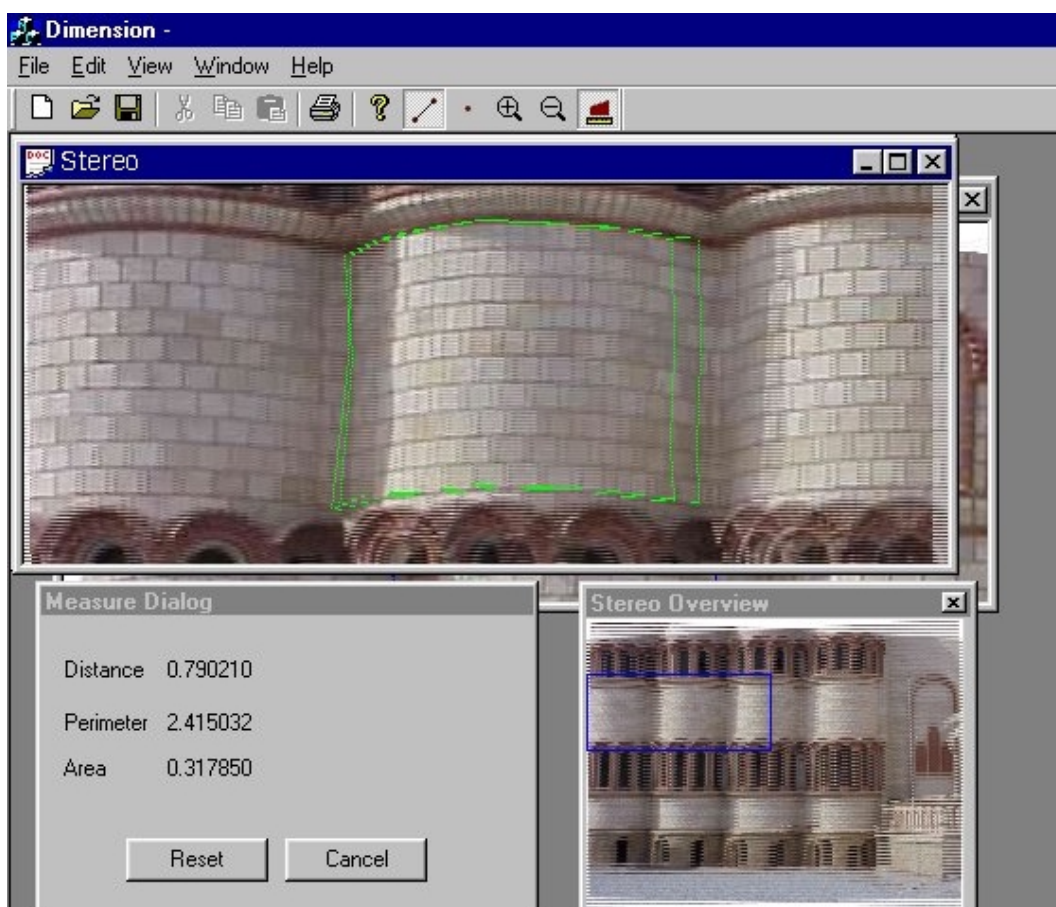 Dimension -
File Edit View Window Help
DOC Stereo
Measure Dialog
Distance 0.790210
Perimeter 2.415032
Area 0.317850
Reset Cancel
Stereo Overview